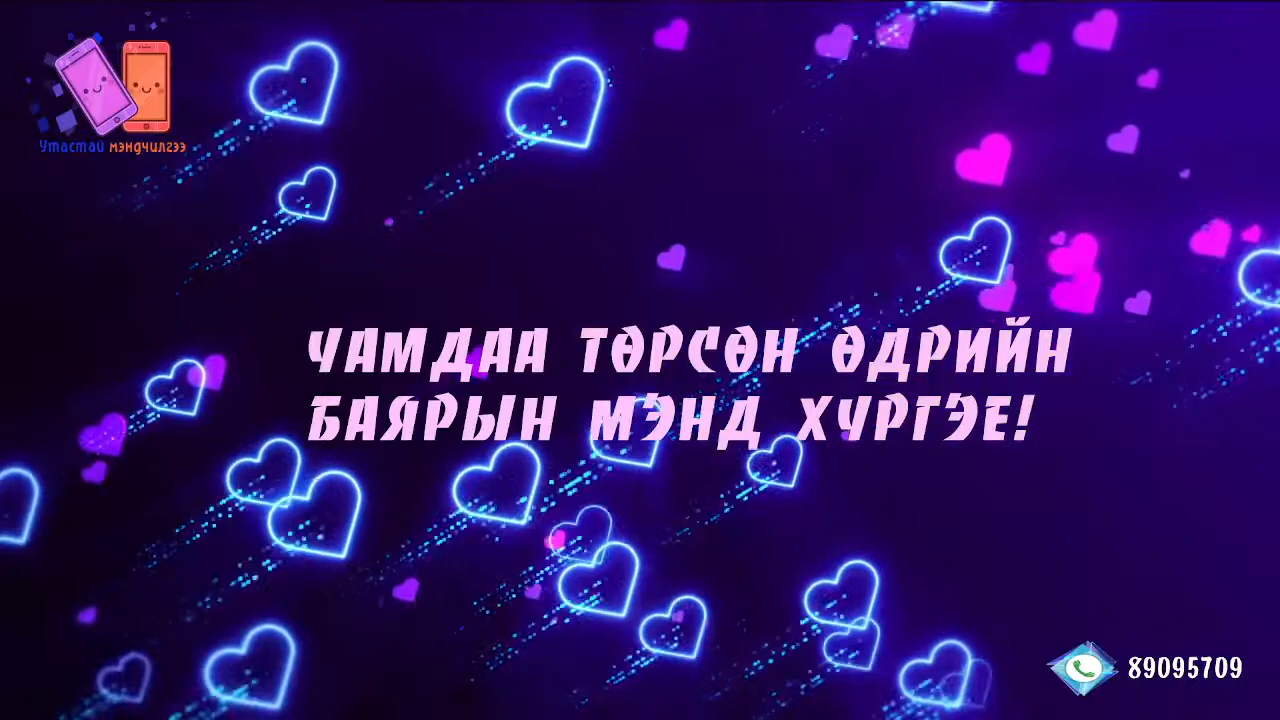 Утастай мэндчилгээ
ЧАМДАА ТӨРСӨН ӨДРИЙН
БАЯРЫН МЭНД ХҮРГЭЕ!
89095709